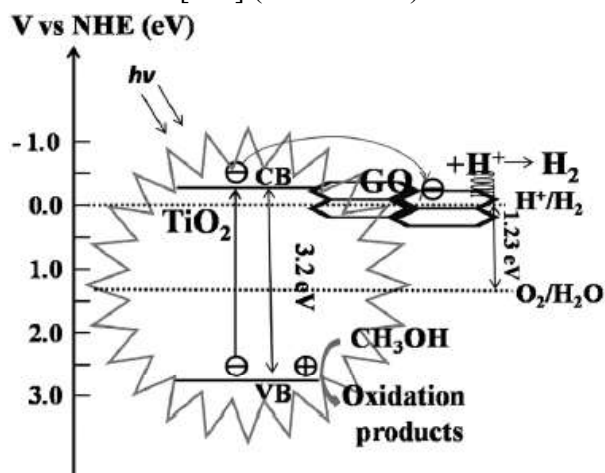 V vs NHE (eV)
hν
-1.0
0.0
1.0
2.0
3.0
CB
GO
+H⁺→H₂
TiO₂
H⁺/H₂
3.2 eV
1.23 eV
O₂/H₂O
CH₃OH
VB
Oxidation
products